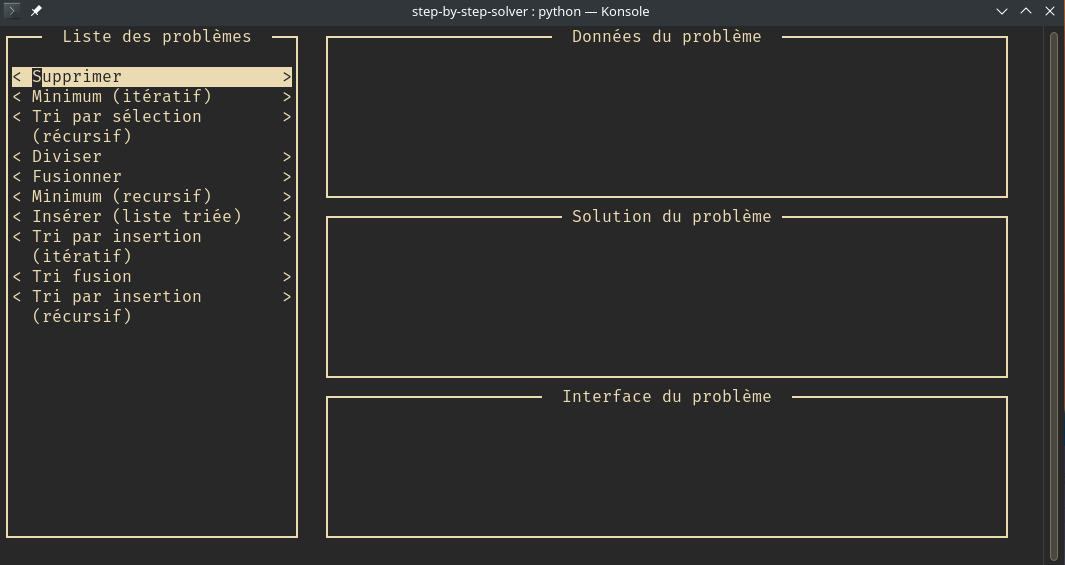 step-by-step-solver : python — Konsole
Liste des problèmes
< Supprimer >
< Minimum (itératif) >
< Tri par sélection >
(récursif)
< Diviser >
< Fusionner >
< Minimum (recursif) >
< Insérer (liste triée) >
< Tri par insertion >
(itératif)
< Tri fusion >
< Tri par insertion >
(récursif)
Données du problème
Solution du problème
Interface du problème